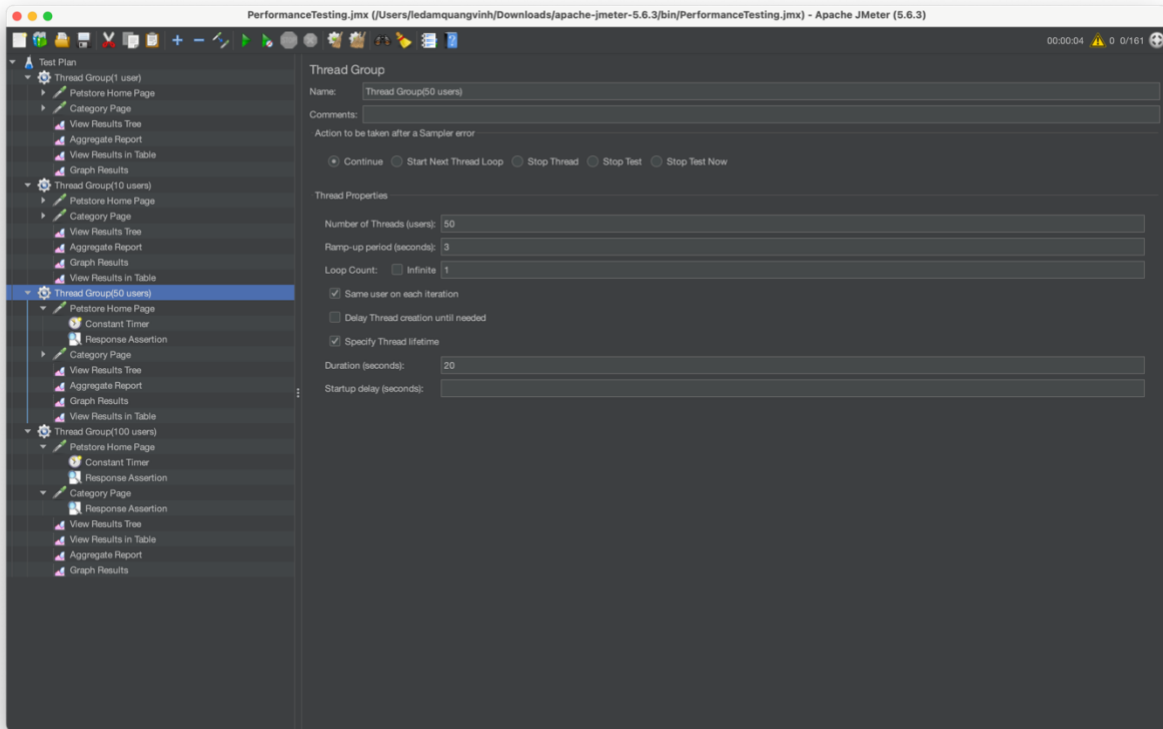 PerformanceTesting.jmx (/Users/ledamquangvinh/Downloads/apache-jmeter-5.6.3/bin/PerformanceTesting.jmx) - Apache JMeter (5.6.3)
00:00:04 0 0/161
Test Plan
Thread Group(1 user)
Petstore Home Page
Category Page
View Results Tree
Aggregate Report
View Results in Table
Graph Results
Thread Group(10 users)
Petstore Home Page
Category Page
View Results Tree
Aggregate Report
Graph Results
View Results in Table
Thread Group(50 users)
Petstore Home Page
Constant Timer
Response Assertion
Category Page
View Results Tree
Aggregate Report
Graph Results
View Results in Table
Thread Group(100 users)
Petstore Home Page
Constant Timer
Response Assertion
Category Page
Response Assertion
View Results Tree
View Results in Table
Aggregate Report
Graph Results
Thread Group
Name: Thread Group(50 users)
Comments:
Action to be taken after a Sampler error
Continue Start Next Thread Loop Stop Thread Stop Test Stop Test Now
Thread Properties
Number of Threads (users): 50
Ramp-up period (seconds): 3
Loop Count: Infinite 1
Same user on each iteration
Delay Thread creation until needed
Specify Thread lifetime
Duration (seconds): 20
Startup delay (seconds):